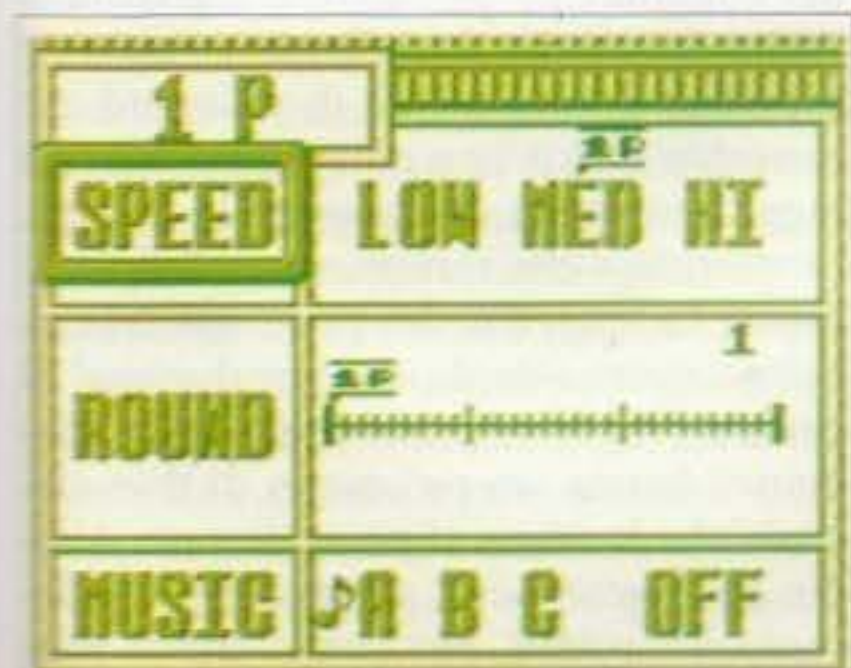 1 P
1P
SPEED LOW MED HI
1
1P
ROUND
MUSIC ♪A B C OFF